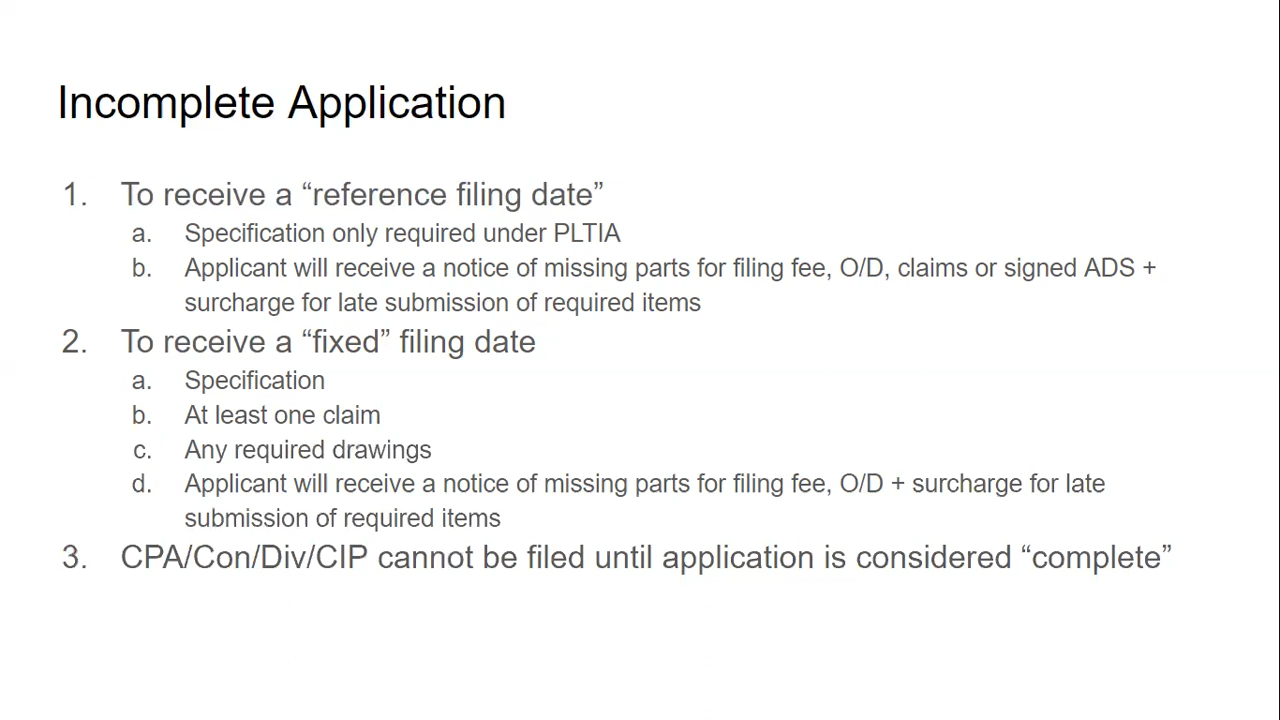 Incomplete Application
1. To receive a “reference filing date”
a. Specification only required under PLTIA
b. Applicant will receive a notice of missing parts for filing fee, O/D, claims or signed ADS +
surcharge for late submission of required items
2. To receive a “fixed” filing date
a. Specification
b. At least one claim
c. Any required drawings
d. Applicant will receive a notice of missing parts for filing fee, O/D + surcharge for late
submission of required items
3. CPA/Con/Div/CIP cannot be filed until application is considered “complete”